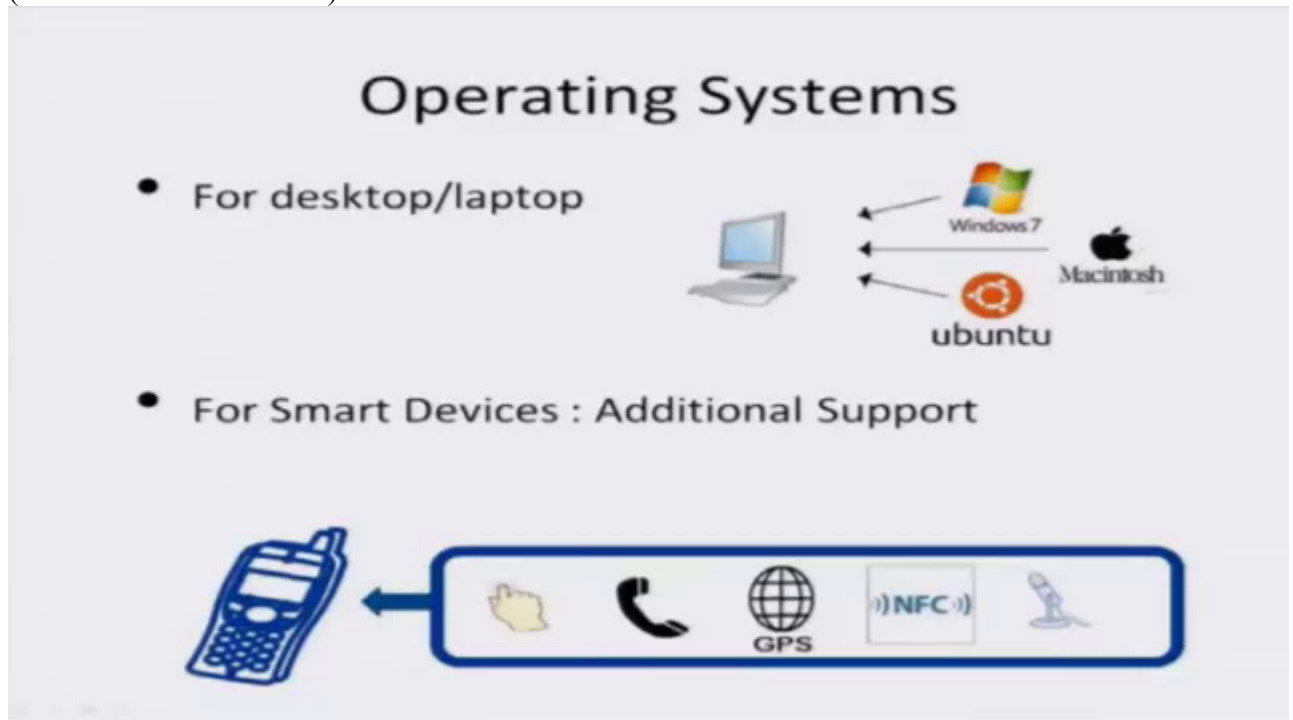 Operating Systems
• For desktop/laptop
Windows 7
Macintosh
ubuntu
• For Smart Devices : Additional Support
GPS
NFC